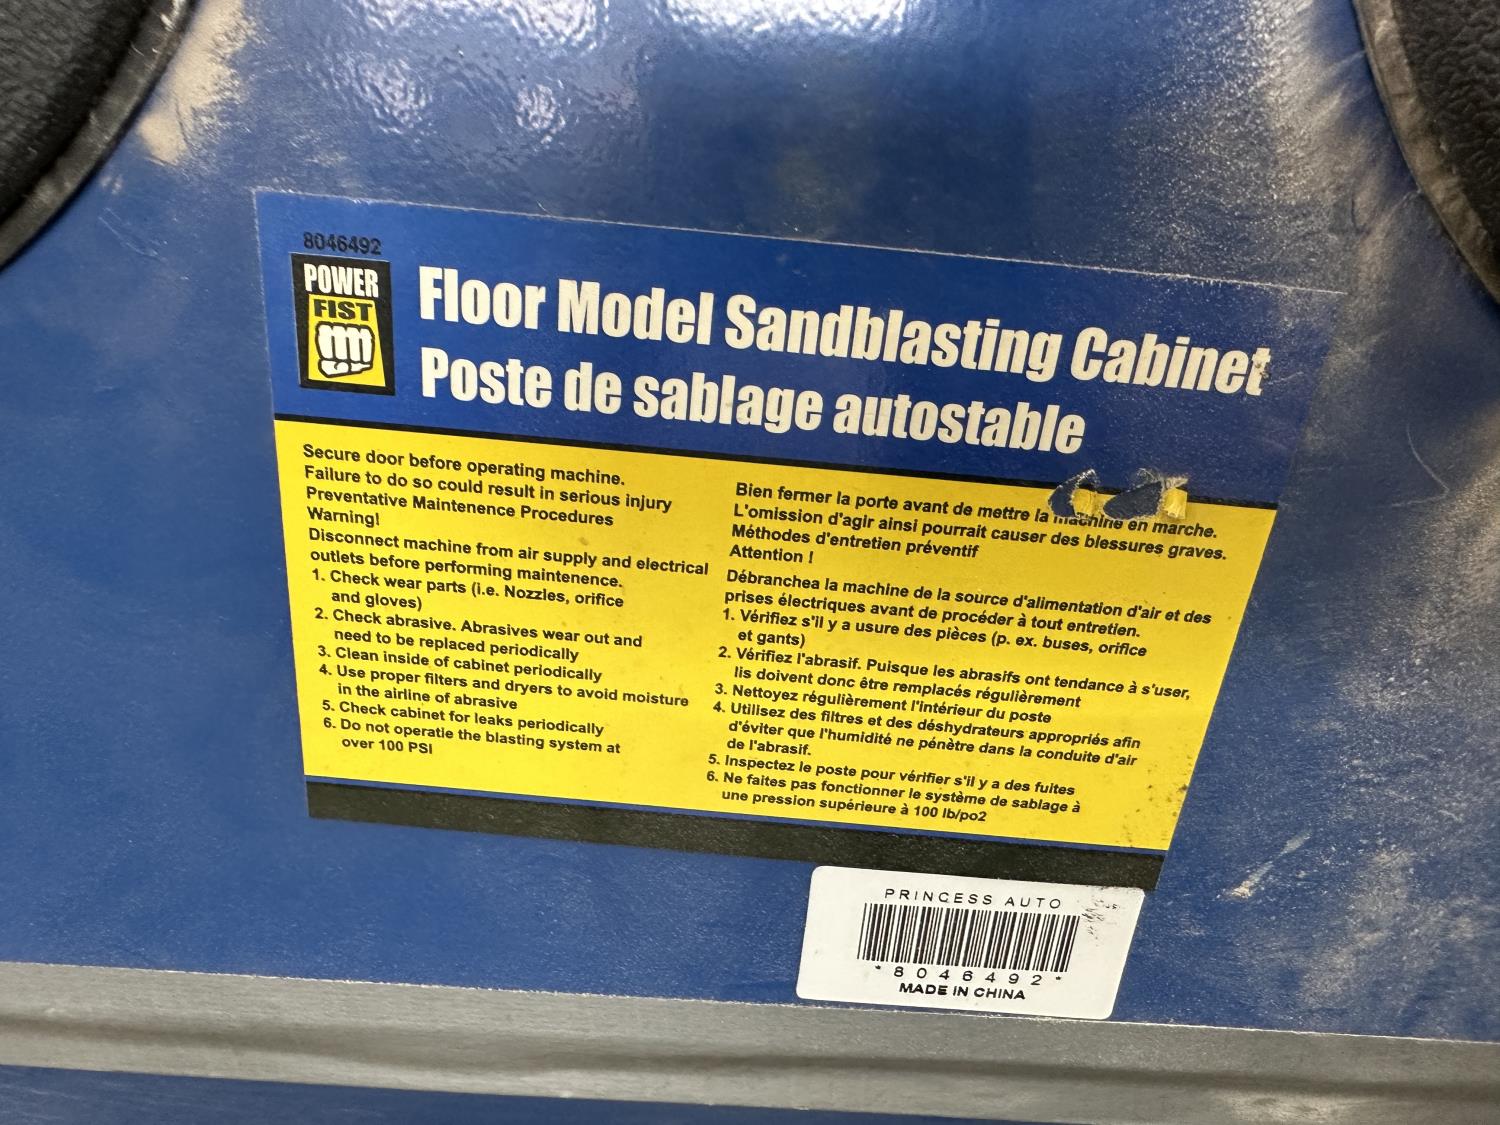 8046492
POWER
FIST
Floor Model Sandblasting Cabinet
Poste de sablage autostable
Secure door before operating machine.
Failure to do so could result in serious injury
Preventative Maintenence Procedures
Warning!
Disconnect machine from air supply and electrical
outlets before performing maintenence.
1. Check wear parts (i.e. Nozzles, orifice
and gloves)
2. Check abrasive. Abrasives wear out and
need to be replaced periodically
3. Clean inside of cabinet periodically
4. Use proper filters and dryers to avoid moisture
in the airline of abrasive
5. Check cabinet for leaks periodically
6. Do not operatie the blasting system at
over 100 PSI
Bien fermer la porte avant de mettre la machine en marche.
L'omission d'agir ainsi pourrait causer des blessures graves.
Méthodes d'entretien préventif
Attention !
Débranchea la machine de la source d'alimentation d'air et des
prises électriques avant de procéder à tout entretien.
1. Vérifiez s'il y a usure des pièces (p. ex. buses, orifice
et gants)
2. Vérifiez l'abrasif. Puisque les abrasifs ont tendance à s'user,
lis doivent donc être remplacés régulièrement
3. Nettoyez régulièrement l'intérieur du poste
4. Utilisez des filtres et des déshydrateurs appropriés afin
d'éviter que l'humidité ne pénètre dans la conduite d'air
de l'abrasif.
5. Inspectez le poste pour vérifier s'il y a des fuites
6. Ne faites pas fonctionner le système de sablage à
une pression supérieure à 100 lb/po2
PRINCESS AUTO
*8046492*
MADE IN CHINA